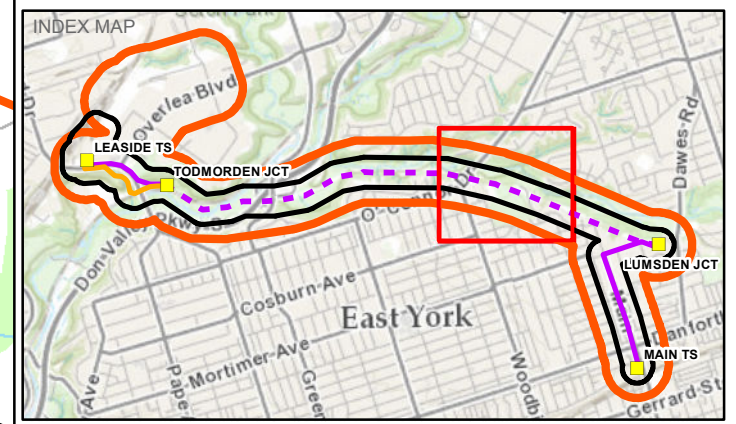 INDEX MAP
Overlea Blvd
LEASIDE TS
TODMORDEN JCT
Dawes-Rd
O-Connor-Dr
Don-Valley-Pkwy-S
LUMSDEN JCT
Cosburn-Ave
East York
Main
Danforth
Mortimer-Ave
MAIN TS
Ave
Pape
Green
Woodbi
Gerrard-St